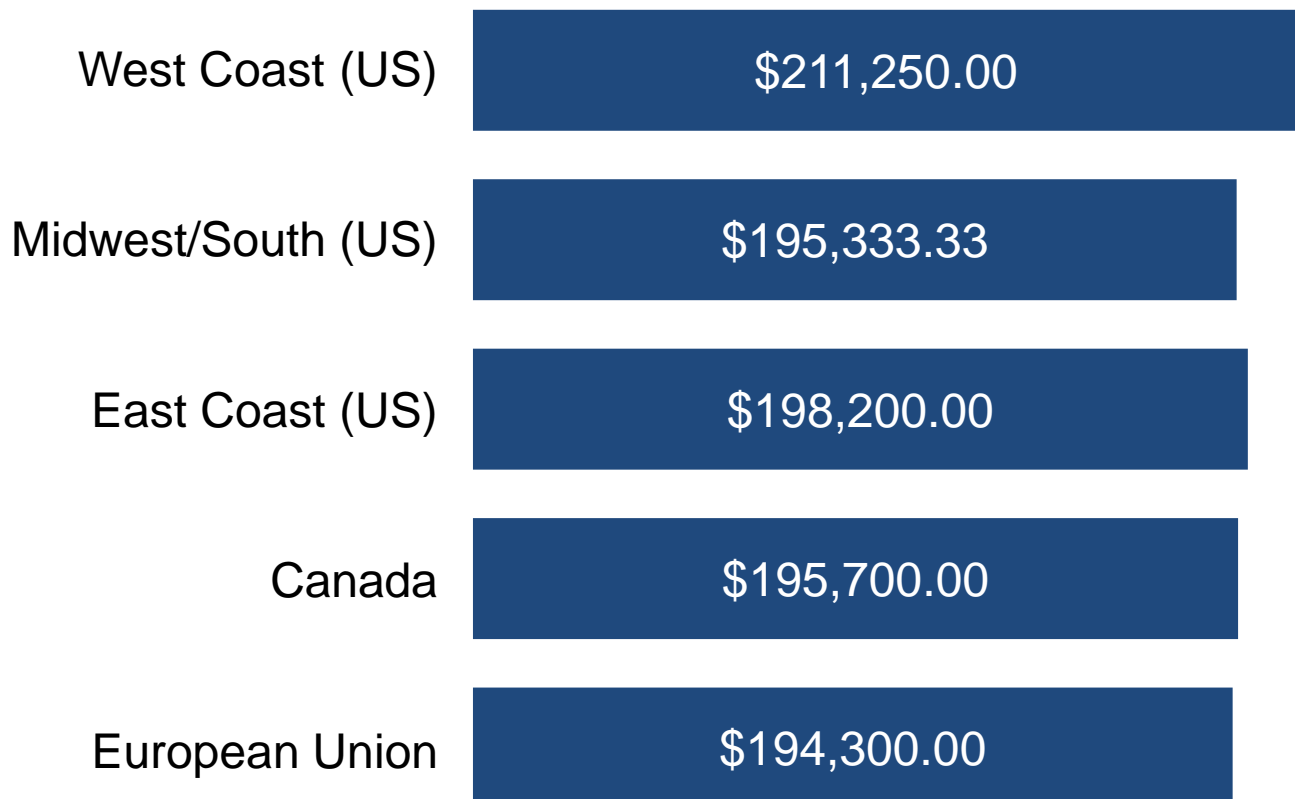 West Coast (US) $211,250.00
Midwest/South (US) $195,333.33
East Coast (US) $198,200.00
Canada $195,700.00
European Union $194,300.00